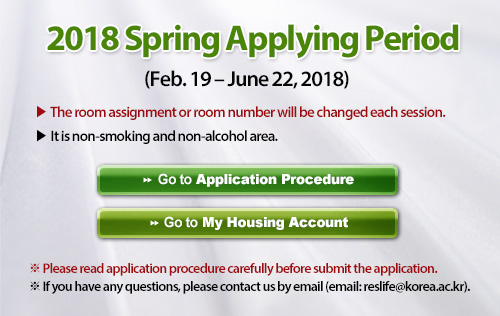 2018 Spring Applying Period
(Feb. 19 – June 22, 2018)
▶ The room assignment or room number will be changed each session.
▶ It is non-smoking and non-alcohol area.
▸▸ Go to Application Procedure
▸▸ Go to My Housing Account
※ Please read application procedure carefully before submit the application.
※ If you have any questions, please contact us by email (email: reslife@korea.ac.kr).